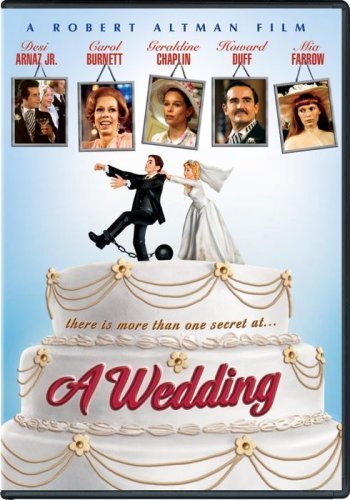 A ROBERT ALTMAN FILM
Desi ARNAZ JR.
Carol BURNETT
Geraldine CHAPLIN
Howard DUFF
Mia FARROW
there is more than one secret at...
A Wedding